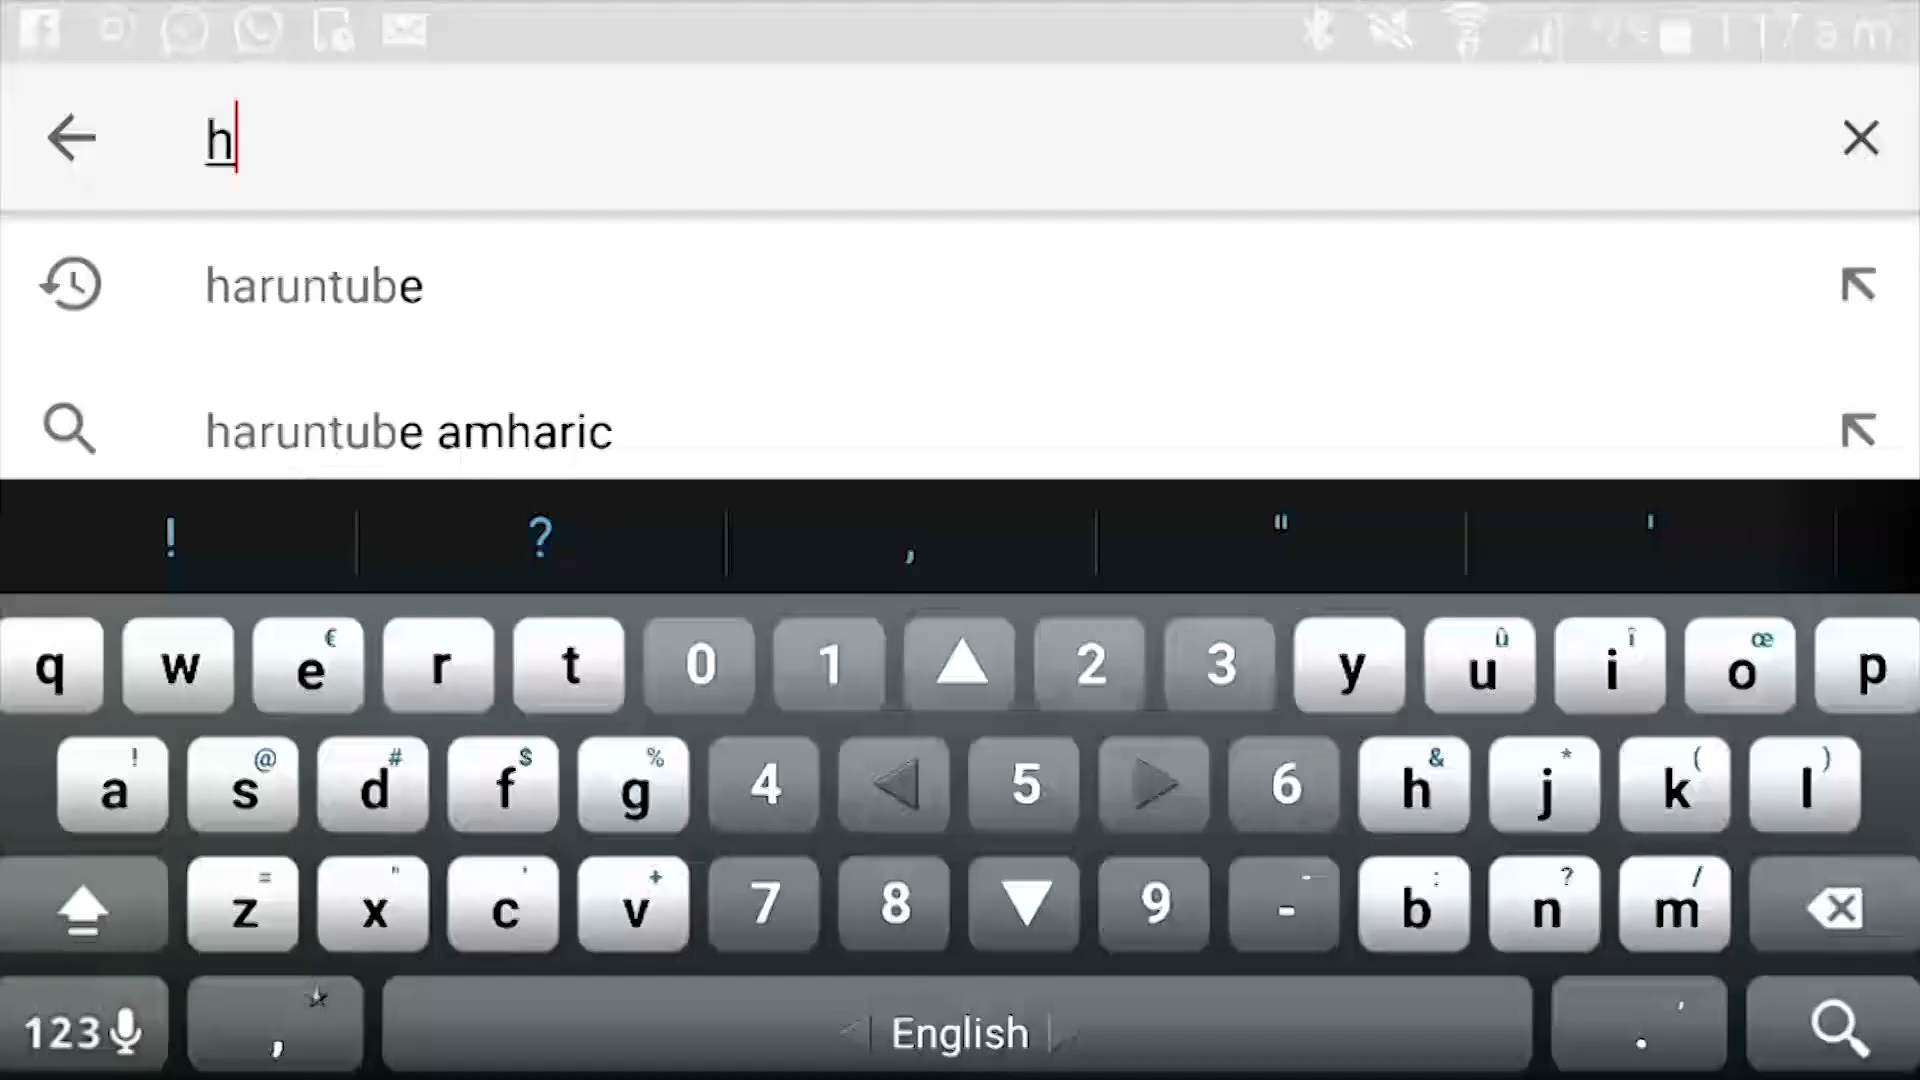 h
haruntube
haruntube amharic
! ? , " '
q w e € r t 0 1 2 3 y u û i î o œ p
a ! s @ d # f $ g % 4 5 6 h & j * k ( l )
z = x " c ' v + 7 8 9 - b : n ? m /
123 , English . '
a.m.